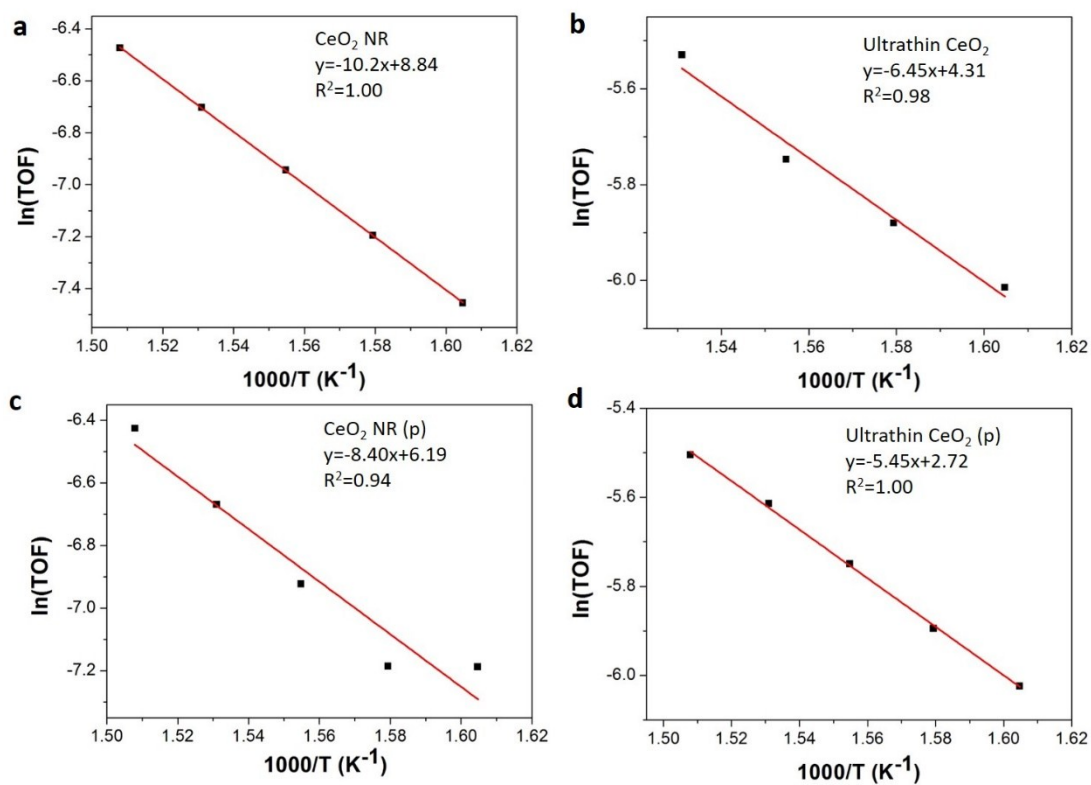 a
CeO₂ NR
y=-10.2x+8.84
R²=1.00
-6.4
-6.6
-6.8
-7.0
-7.2
-7.4
ln(TOF)
1.50 1.52 1.54 1.56 1.58 1.60 1.62
1000/T (K⁻¹)
b
Ultrathin CeO₂
y=-6.45x+4.31
R²=0.98
-5.6
-5.8
-6.0
ln(TOF)
1.54 1.56 1.58 1.60 1.62
1000/T (K⁻¹)
c
CeO₂ NR (p)
y=-8.40x+6.19
R²=0.94
-6.4
-6.6
-6.8
-7.0
-7.2
ln(TOF)
1.50 1.52 1.54 1.56 1.58 1.60 1.62
1000/T (K⁻¹)
d
Ultrathin CeO₂ (p)
y=-5.45x+2.72
R²=1.00
-5.4
-5.6
-5.8
-6.0
ln(TOF)
1.50 1.52 1.54 1.56 1.58 1.60 1.62
1000/T (K⁻¹)